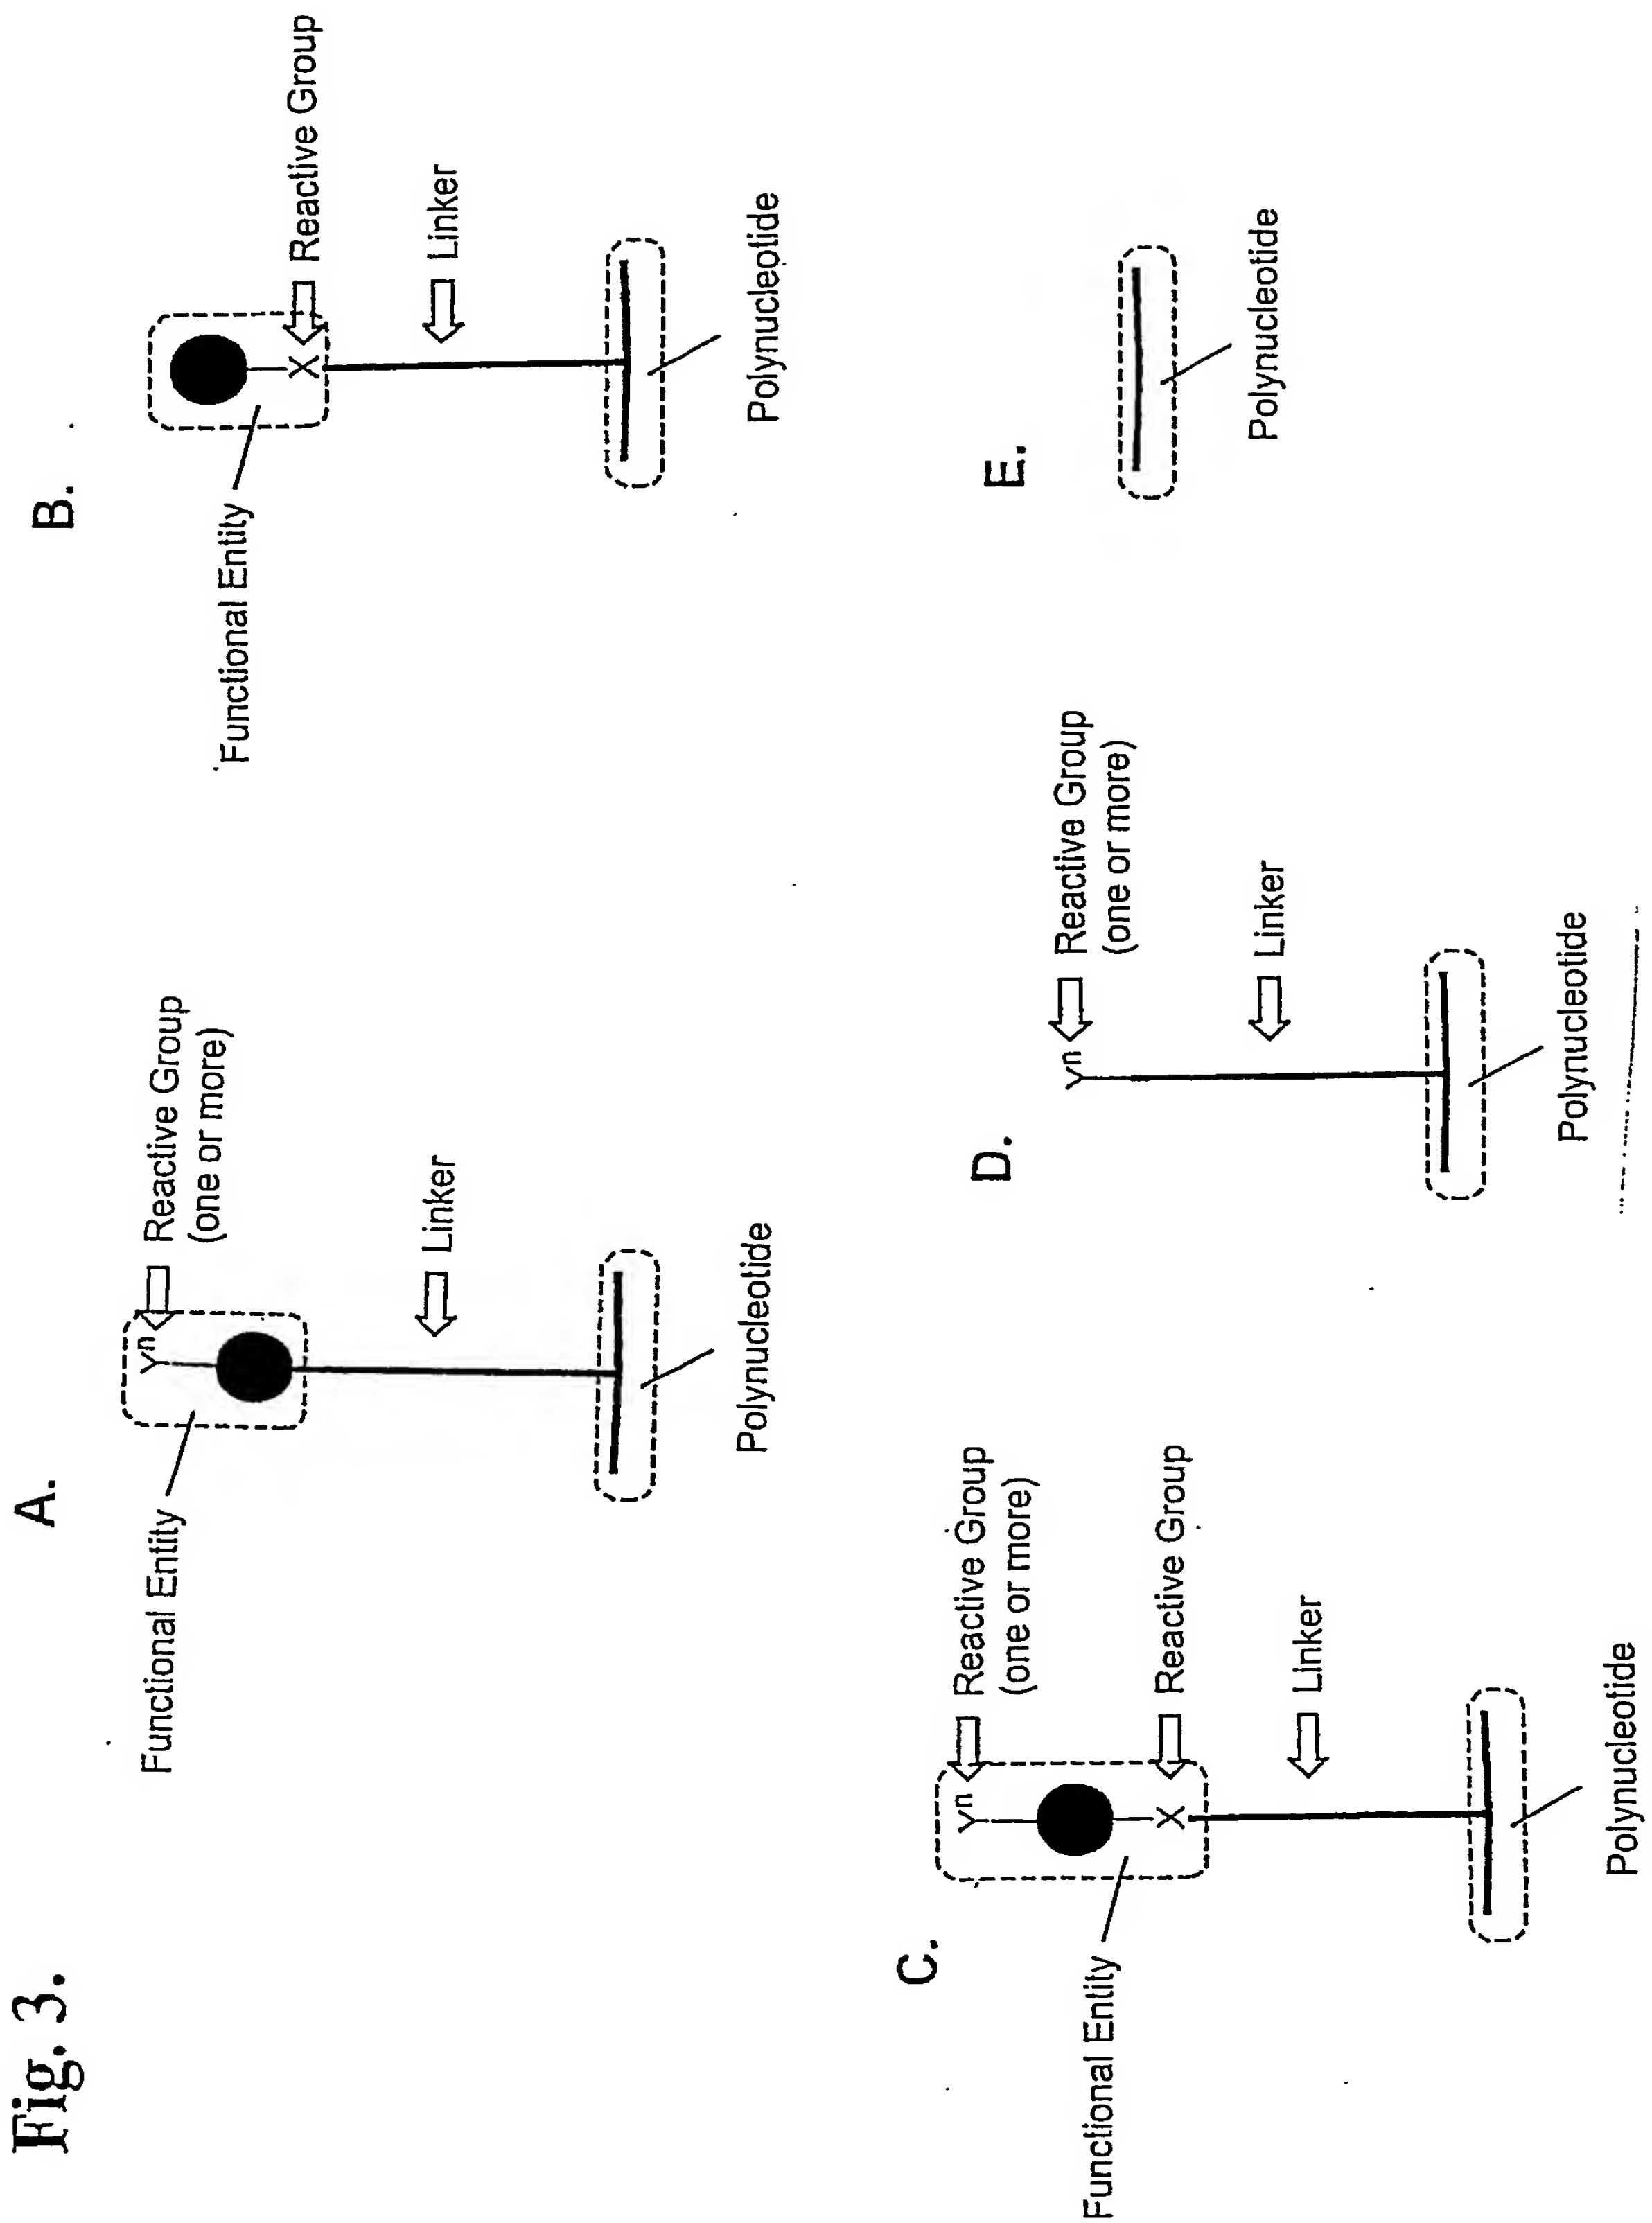 Fig. 3.
A.
Functional Entity
Yn
Reactive Group
(one or more)
Linker
Polynucleotide
B.
Functional Entity
X
Reactive Group
Linker
Polynucleotide
C.
Functional Entity
Yn
Reactive Group
(one or more)
X
Reactive Group
Linker
Polynucleotide
D.
Yn
Reactive Group
(one or more)
Linker
Polynucleotide
E.
Polynucleotide